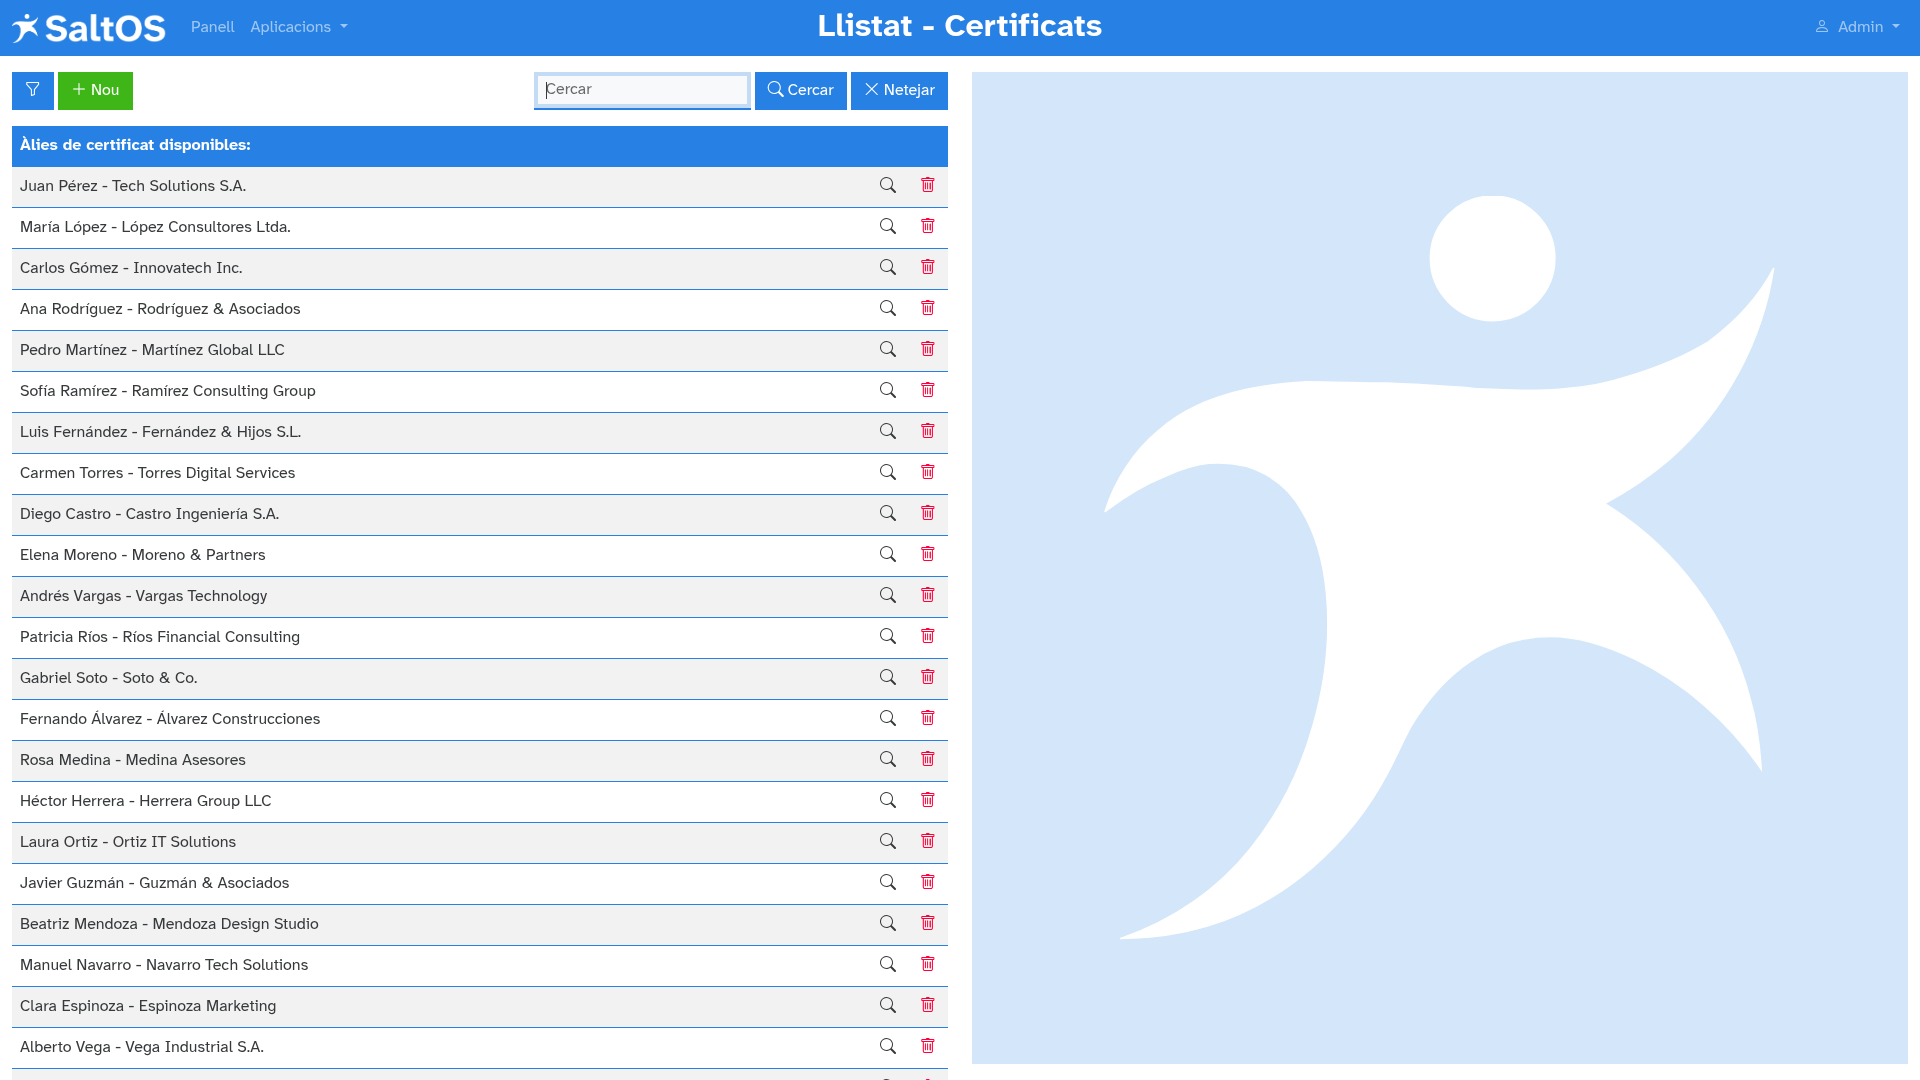 SaltOS Panell Aplicacions Llistat - Certificats Admin
Nou Cercar Cercar Netejar
Àlies de certificat disponibles:
Juan Pérez - Tech Solutions S.A.
María López - López Consultores Ltda.
Carlos Gómez - Innovatech Inc.
Ana Rodríguez - Rodríguez & Asociados
Pedro Martínez - Martínez Global LLC
Sofía Ramírez - Ramírez Consulting Group
Luis Fernández - Fernández & Hijos S.L.
Carmen Torres - Torres Digital Services
Diego Castro - Castro Ingeniería S.A.
Elena Moreno - Moreno & Partners
Andrés Vargas - Vargas Technology
Patricia Ríos - Ríos Financial Consulting
Gabriel Soto - Soto & Co.
Fernando Álvarez - Álvarez Construcciones
Rosa Medina - Medina Asesores
Héctor Herrera - Herrera Group LLC
Laura Ortiz - Ortiz IT Solutions
Javier Guzmán - Guzmán & Asociados
Beatriz Mendoza - Mendoza Design Studio
Manuel Navarro - Navarro Tech Solutions
Clara Espinoza - Espinoza Marketing
Alberto Vega - Vega Industrial S.A.